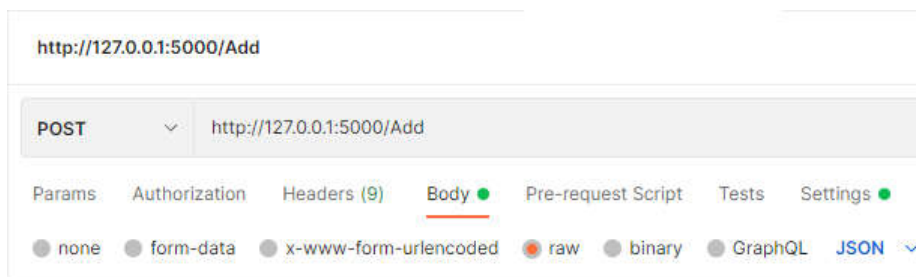 http://127.0.0.1:5000/Add
POST http://127.0.0.1:5000/Add
Params Authorization Headers (9) Body Pre-request Script Tests Settings
none form-data x-www-form-urlencoded raw binary GraphQL JSON